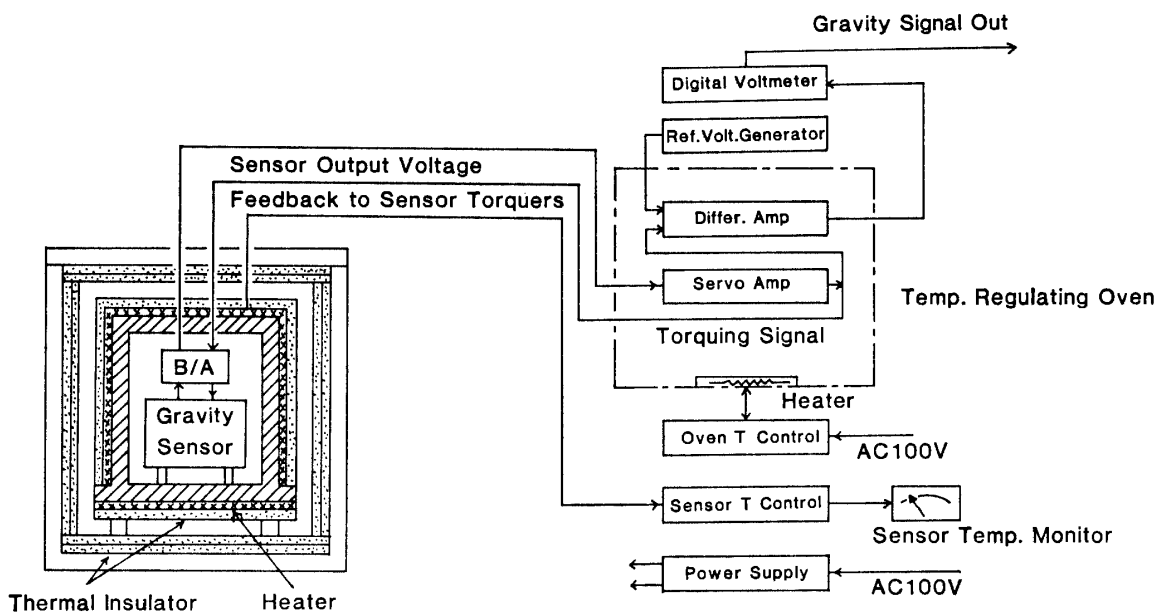 Gravity Signal Out
Digital Voltmeter
Ref.Volt.Generator
Sensor Output Voltage
Feedback to Sensor Torquers
Differ. Amp
Servo Amp
Temp. Regulating Oven
Torquing Signal
B/A
Gravity
Sensor
Heater
Oven T Control
AC100V
Sensor T Control
Sensor Temp. Monitor
Power Supply
AC100V
Thermal Insulator
Heater